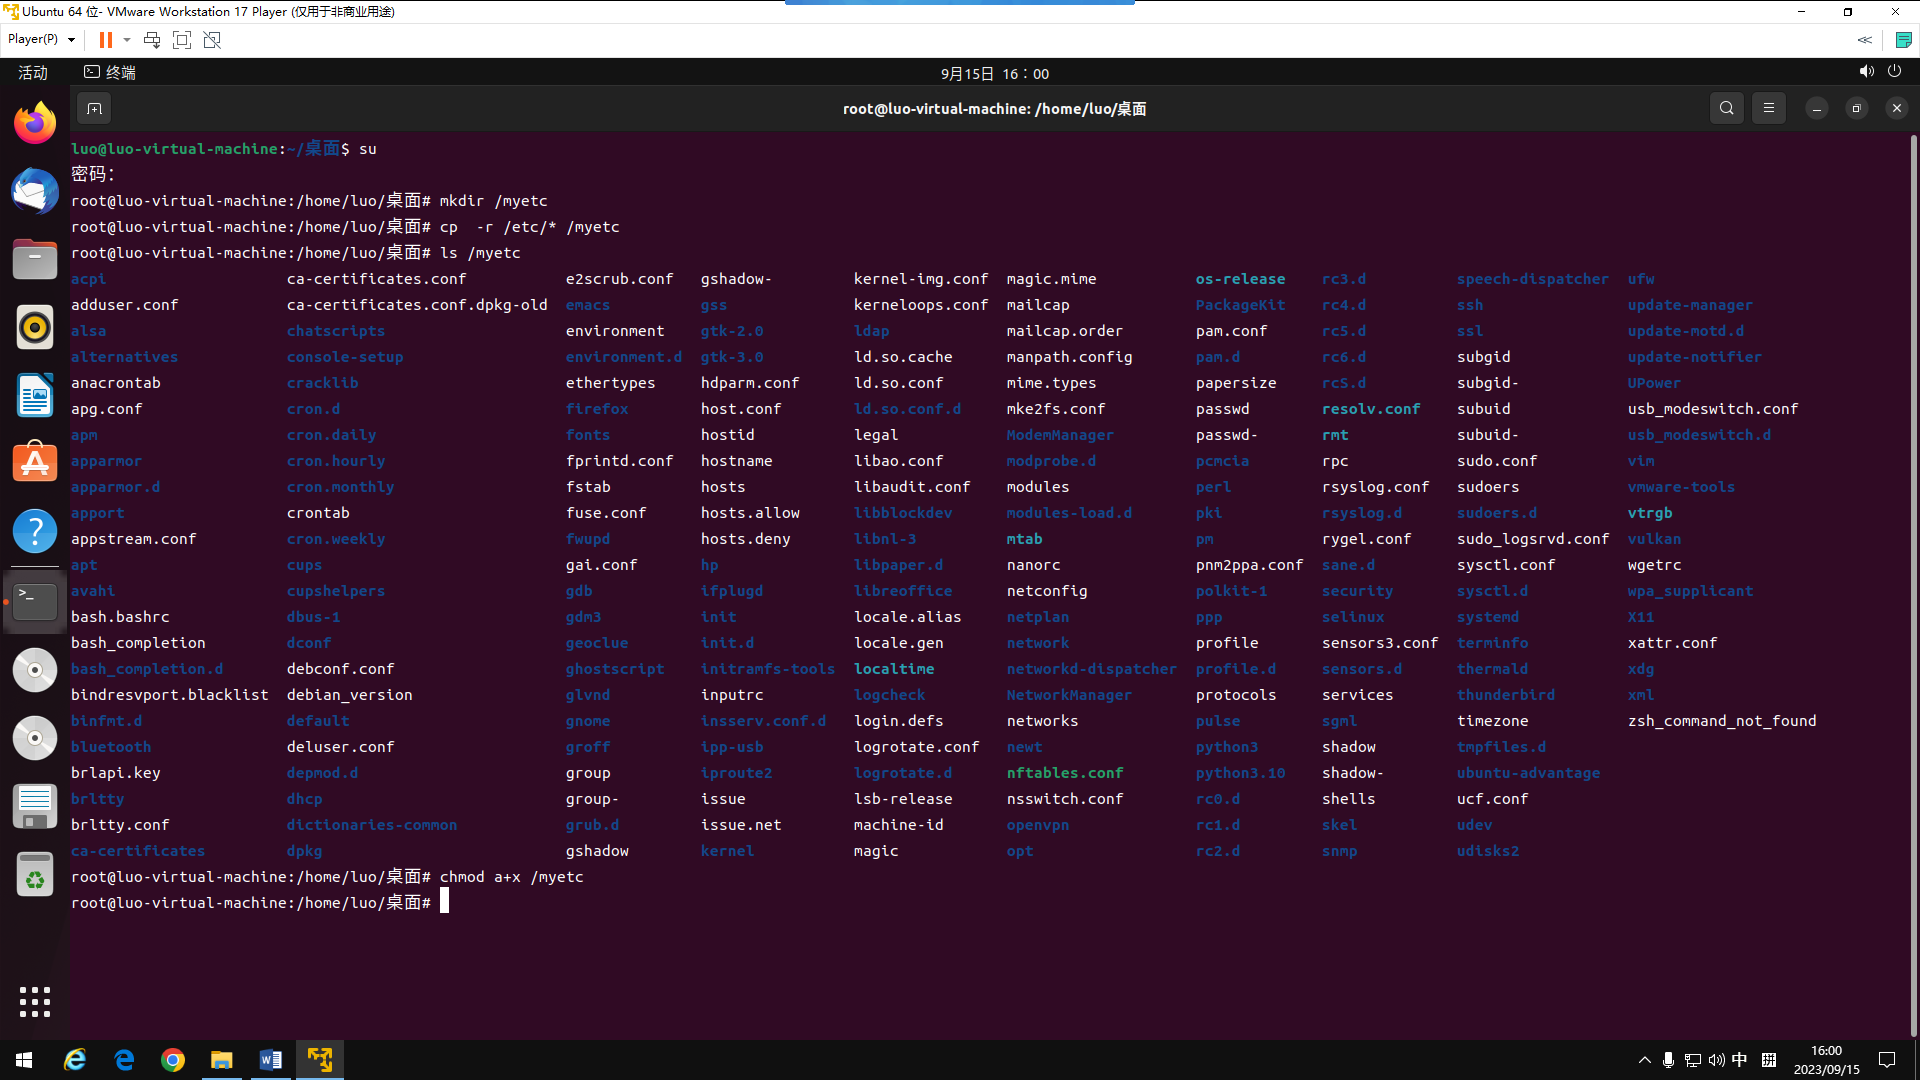 Ubuntu 64 位- VMware Workstation 17 Player (仅用于非商业用途)
Player(P)
活动 终端 9月15日 16：00
root@luo-virtual-machine: /home/luo/桌面
luo@luo-virtual-machine:~/桌面$ su
密码：
root@luo-virtual-machine:/home/luo/桌面# mkdir /myetc
root@luo-virtual-machine:/home/luo/桌面# cp  -r /etc/* /myetc
root@luo-virtual-machine:/home/luo/桌面# ls /myetc
acpi ca-certificates.conf e2scrub.conf gshadow- kernel-img.conf magic.mime os-release rc3.d speech-dispatcher ufw
adduser.conf ca-certificates.conf.dpkg-old emacs gss kerneloops.conf mailcap PackageKit rc4.d ssh update-manager
alsa chatscripts environment gtk-2.0 ldap mailcap.order pam.conf rc5.d ssl update-motd.d
alternatives console-setup environment.d gtk-3.0 ld.so.cache manpath.config pam.d rc6.d subgid update-notifier
anacrontab cracklib ethertypes hdparm.conf ld.so.conf mime.types papersize rcS.d subgid- UPower
apg.conf cron.d firefox host.conf ld.so.conf.d mke2fs.conf passwd resolv.conf subuid usb_modeswitch.conf
apm cron.daily fonts hostid legal ModemManager passwd- rmt subuid- usb_modeswitch.d
apparmor cron.hourly fprintd.conf hostname libao.conf modprobe.d pcmcia rpc sudo.conf vim
apparmor.d cron.monthly fstab hosts libaudit.conf modules perl rsyslog.conf sudoers vmware-tools
apport crontab fuse.conf hosts.allow libblockdev modules-load.d pki rsyslog.d sudoers.d vtrgb
appstream.conf cron.weekly fwupd hosts.deny libnl-3 mtab pm rygel.conf sudo_logsrvd.conf vulkan
apt cups gai.conf hp libpaper.d nanorc pnm2ppa.conf sane.d sysctl.conf wgetrc
avahi cupshelpers gdb ifplugd libreoffice netconfig polkit-1 security sysctl.d wpa_supplicant
bash.bashrc dbus-1 gdm3 init locale.alias netplan ppp selinux systemd X11
bash_completion dconf geoclue init.d locale.gen network profile sensors3.conf terminfo xattr.conf
bash_completion.d debconf.conf ghostscript initramfs-tools localtime networkd-dispatcher profile.d sensors.d thermald xdg
bindresvport.blacklist debian_version glvnd inputrc logcheck NetworkManager protocols services thunderbird xml
binfmt.d default gnome insserv.conf.d login.defs networks pulse sgml timezone zsh_command_not_found
bluetooth deluser.conf groff ipp-usb logrotate.conf newt python3 shadow tmpfiles.d
brlapi.key depmod.d group iproute2 logrotate.d nftables.conf python3.10 shadow- ubuntu-advantage
brltty dhcp group- issue lsb-release nsswitch.conf rc0.d shells ucf.conf
brltty.conf dictionaries-common grub.d issue.net machine-id openvpn rc1.d skel udev
ca-certificates dpkg gshadow kernel magic opt rc2.d snmp udisks2
root@luo-virtual-machine:/home/luo/桌面# chmod a+x /myetc
root@luo-virtual-machine:/home/luo/桌面#
中 拼 16:00
2023/09/15